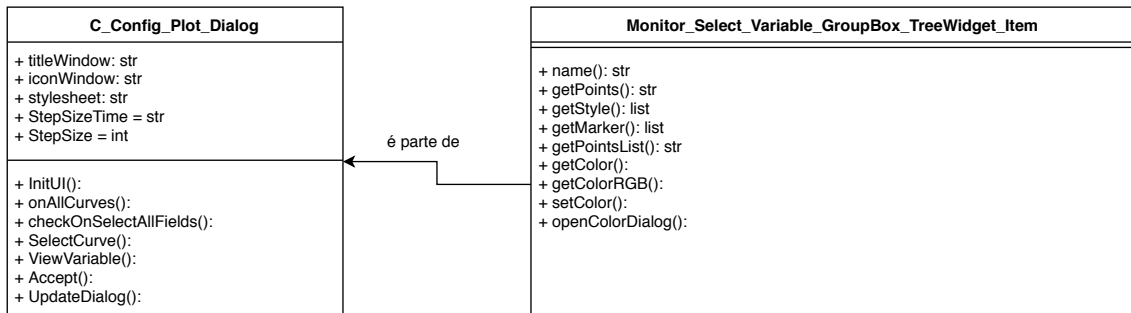 C_Config_Plot_Dialog
+ titleWindow: str
+ iconWindow: str
+ stylesheet: str
+ StepSizeTime = str
+ StepSize = int
+ InitUI():
+ onAllCurves():
+ checkOnSelectAllFields():
+ SelectCurve():
+ ViewVariable():
+ Accept():
+ UpdateDialog():
é parte de
Monitor_Select_Variable_GroupBox_TreeWidget_Item
+ name(): str
+ getPoints(): str
+ getStyle(): list
+ getMarker(): list
+ getPointsList(): str
+ getColor():
+ getColorRGB():
+ setColor():
+ openColorDialog():